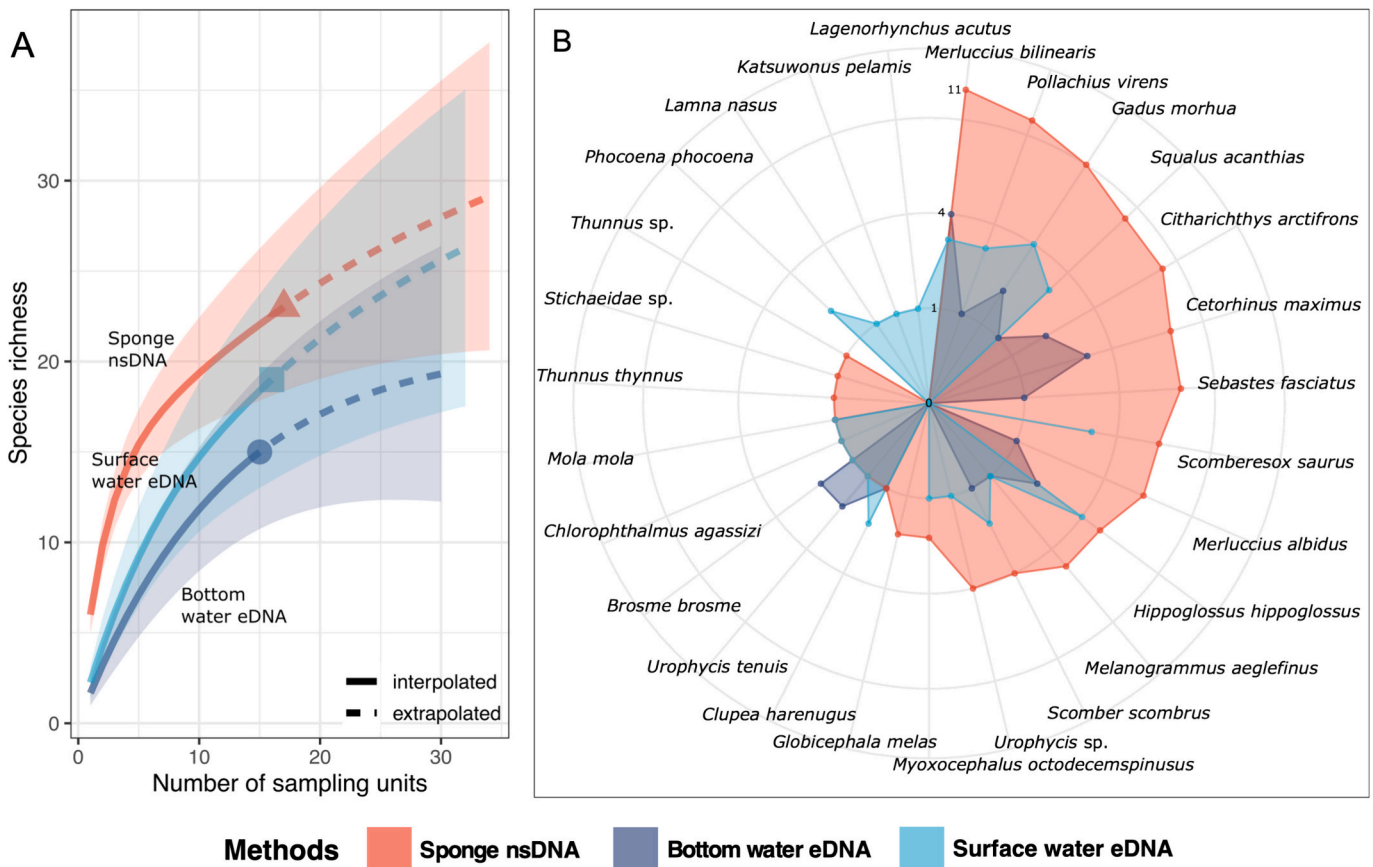 A
Species richness
30
20
10
0
Sponge
nsDNA
Surface
water eDNA
Bottom
water eDNA
interpolated
extrapolated
0
10
20
30
Number of sampling units
B
Lagenorhynchus acutus
Merluccius bilinearis
Katsuwonus pelamis
Pollachius virens
Lamna nasus
Gadus morhua
Phocoena phocoena
Squalus acanthias
Thunnus sp.
Citharichthys arctifrons
Stichaeidae sp.
Cetorhinus maximus
Thunnus thynnus
Sebastes fasciatus
Mola mola
Scomberesox saurus
Chlorophthalmus agassizi
Merluccius albidus
Brosme brosme
Hippoglossus hippoglossus
Urophycis tenuis
Melanogrammus aeglefinus
Clupea harenugus
Scomber scombrus
Globicephala melas
Urophycis sp.
Myoxocephalus octodecemspinusus
11
4
1
0
Methods
Sponge nsDNA
Bottom water eDNA
Surface water eDNA